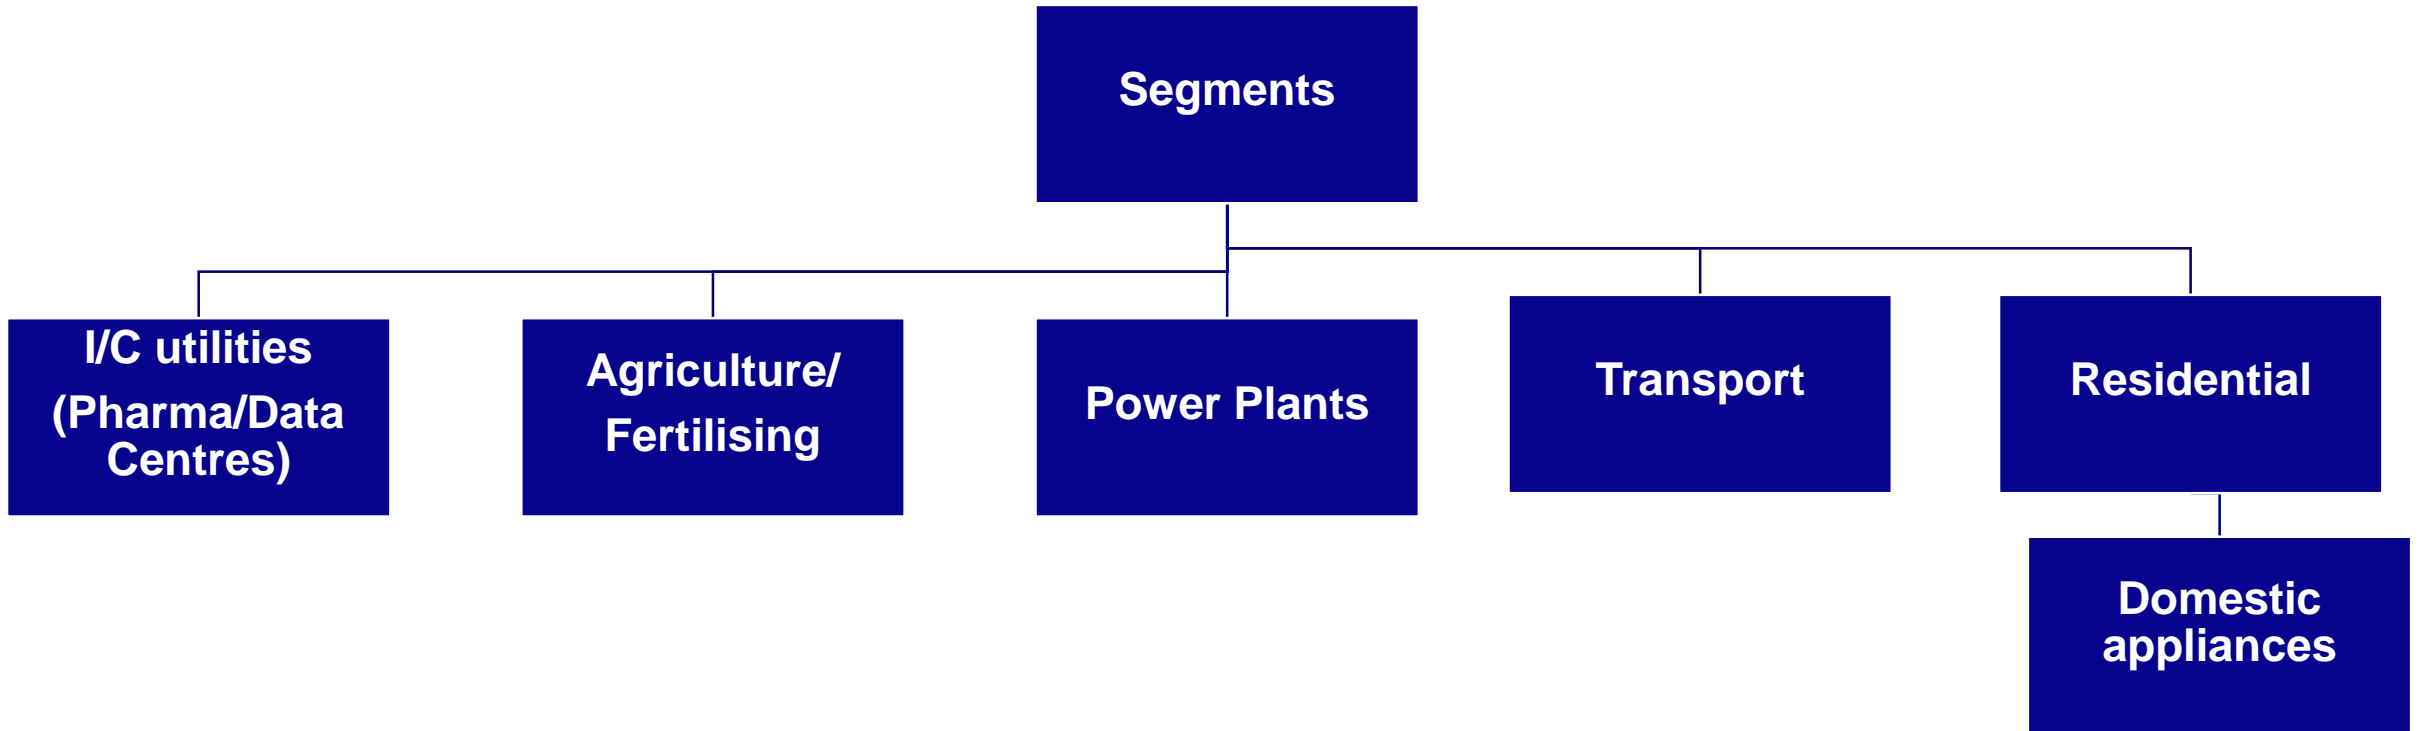 Segments
I/C utilities
(Pharma/Data
Centres)
Agriculture/
Fertilising
Power Plants
Transport
Residential
Domestic
appliances